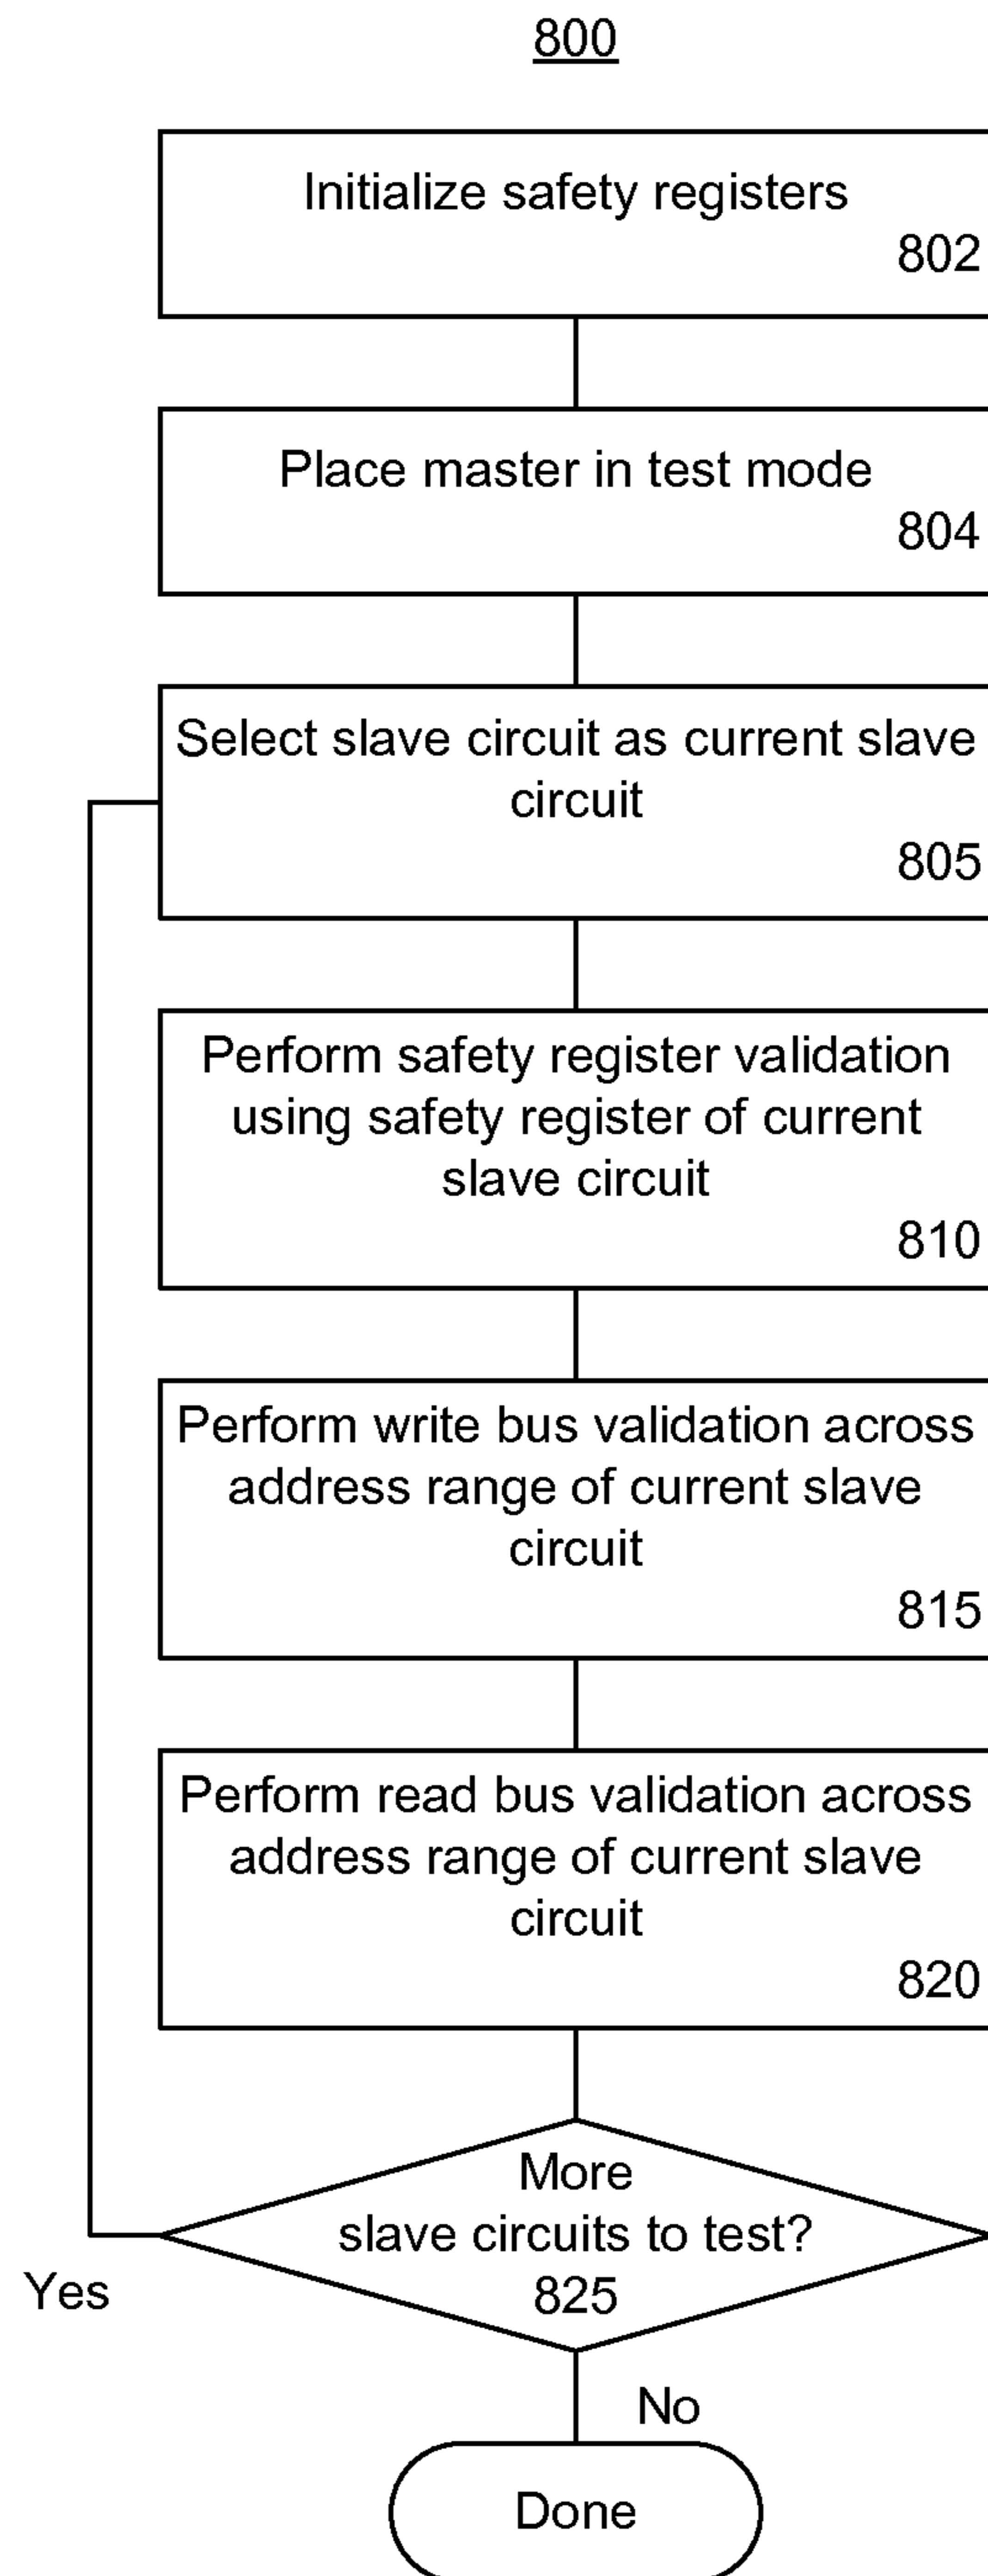 800
Initialize safety registers
802
Place master in test mode
804
Select slave circuit as current slave
circuit
805
Perform safety register validation
using safety register of current
slave circuit
810
Perform write bus validation across
address range of current slave
circuit
815
Perform read bus validation across
address range of current slave
circuit
820
More
slave circuits to test?
825
Yes
No
Done